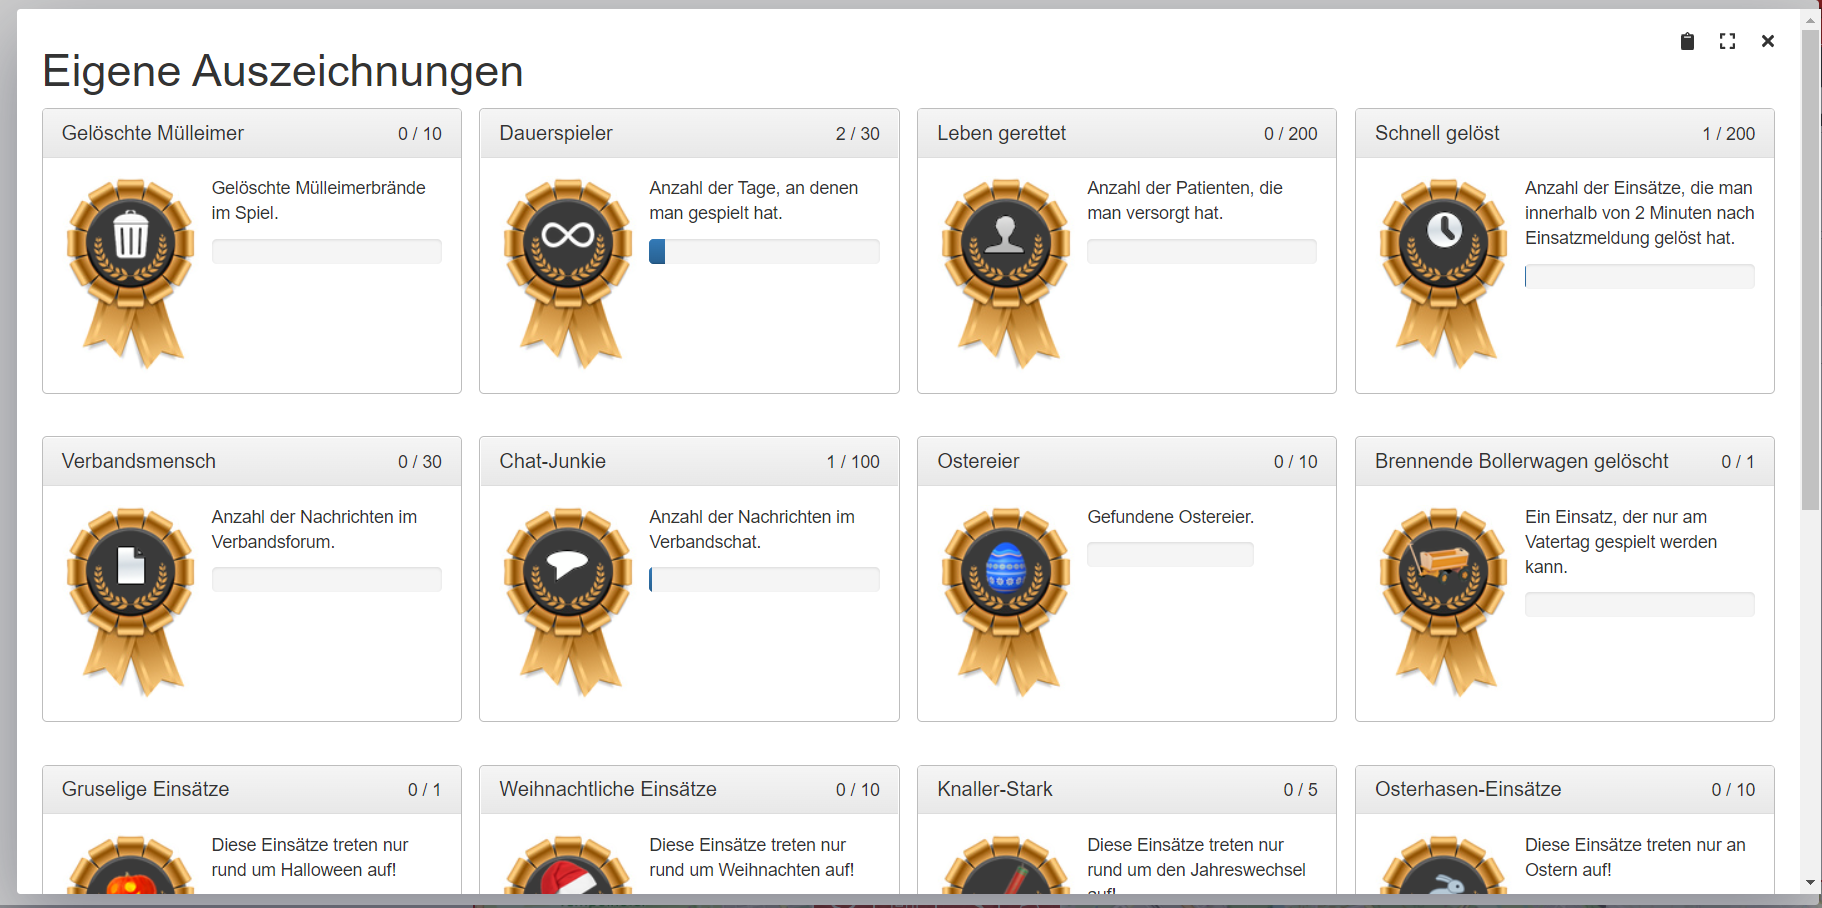 Eigene Auszeichnungen
Gelöschte Mülleimer 0 / 10
Gelöschte Mülleimerbrände
im Spiel.
Dauerspieler 2 / 30
Anzahl der Tage, an denen
man gespielt hat.
Leben gerettet 0 / 200
Anzahl der Patienten, die
man versorgt hat.
Schnell gelöst 1 / 200
Anzahl der Einsätze, die man
innerhalb von 2 Minuten nach
Einsatzmeldung gelöst hat.
Verbandsmensch 0 / 30
Anzahl der Nachrichten im
Verbandsforum.
Chat-Junkie 1 / 100
Anzahl der Nachrichten im
Verbandschat.
Ostereier 0 / 10
Gefundene Ostereier.
Brennende Bollerwagen gelöscht 0 / 1
Ein Einsatz, der nur am
Vatertag gespielt werden
kann.
Gruselige Einsätze 0 / 1
Diese Einsätze treten nur
rund um Halloween auf!
Weihnachtliche Einsätze 0 / 10
Diese Einsätze treten nur
rund um Weihnachten auf!
Knaller-Stark 0 / 5
Diese Einsätze treten nur
rund um den Jahreswechsel
auf!
Osterhasen-Einsätze 0 / 10
Diese Einsätze treten nur an
Ostern auf!